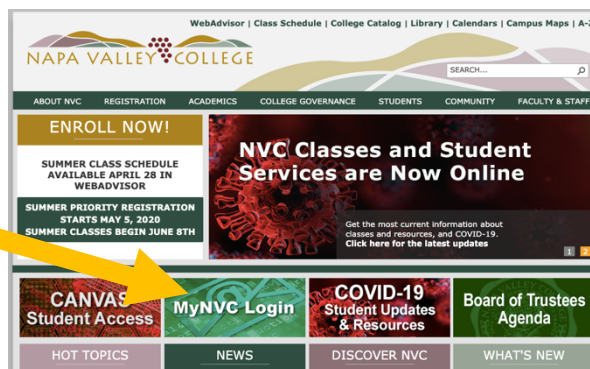 WebAdvisor | Class Schedule | College Catalog | Library | Calendars | Campus Maps | A-Z
NAPA VALLEY COLLEGE
SEARCH...
ABOUT NVC REGISTRATION ACADEMICS COLLEGE GOVERNANCE STUDENTS COMMUNITY FACULTY & STAFF
ENROLL NOW!
SUMMER CLASS SCHEDULE
AVAILABLE APRIL 28 IN
WEBADVISOR
SUMMER PRIORITY REGISTRATION
STARTS MAY 5, 2020
SUMMER CLASSES BEGIN JUNE 8TH
NVC Classes and Student
Services are Now Online
Get the most current information about
classes and resources, and COVID-19.
Click here for the latest updates
1 2
CANVAS
Student Access
MyNVC Login
COVID-19
Student Updates
& Resources
Board of Trustees
Agenda
HOT TOPICS NEWS DISCOVER NVC WHAT'S NEW